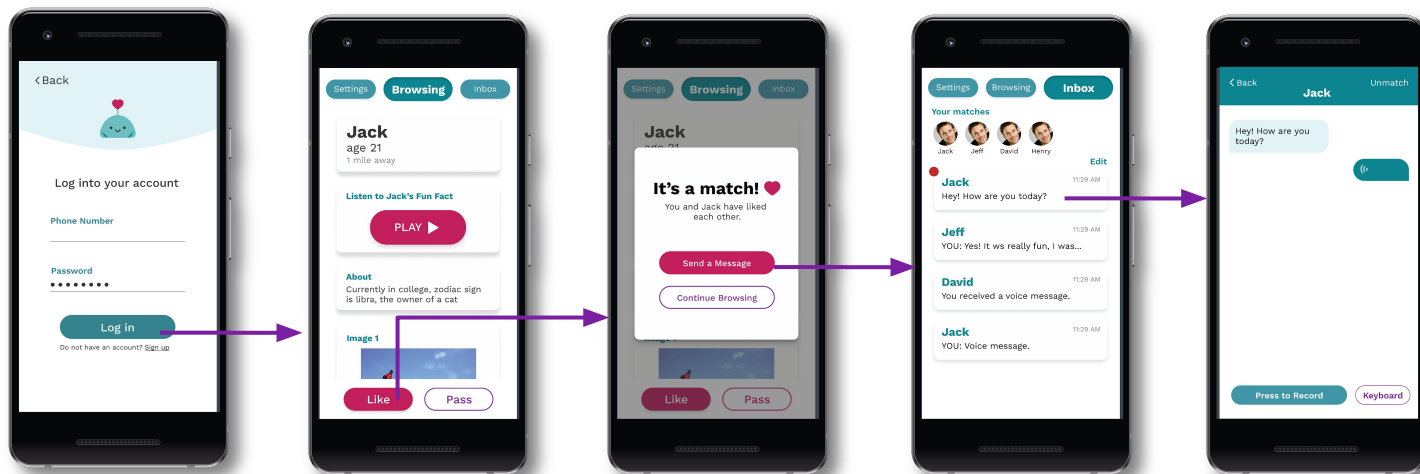 Back
Log into your account
Phone Number
Password
Log in
Do not have an account? Sign up
Settings
Browsing
Inbox
Jack
age 21
1 mile away
Listen to Jack's Fun Fact
PLAY
About
Currently in college, zodiac sign
is libra, the owner of a cat
Image 1
Like
Pass
Settings
Browsing
Inbox
Jack
age 21
It's a match!
You and Jack have liked
each other.
Send a Message
Continue Browsing
Image 1
Like
Pass
Settings
Browsing
Inbox
Your matches
Jack
Jeff
David
Henry
Edit
Jack
11:29 AM
Hey! How are you today?
Jeff
11:29 AM
YOU: Yes! It ws really fun, I was...
David
11:29 AM
You received a voice message.
Jack
11:29 AM
YOU: Voice message.
Back
Unmatch
Jack
Hey! How are you
today?
Press to Record
Keyboard